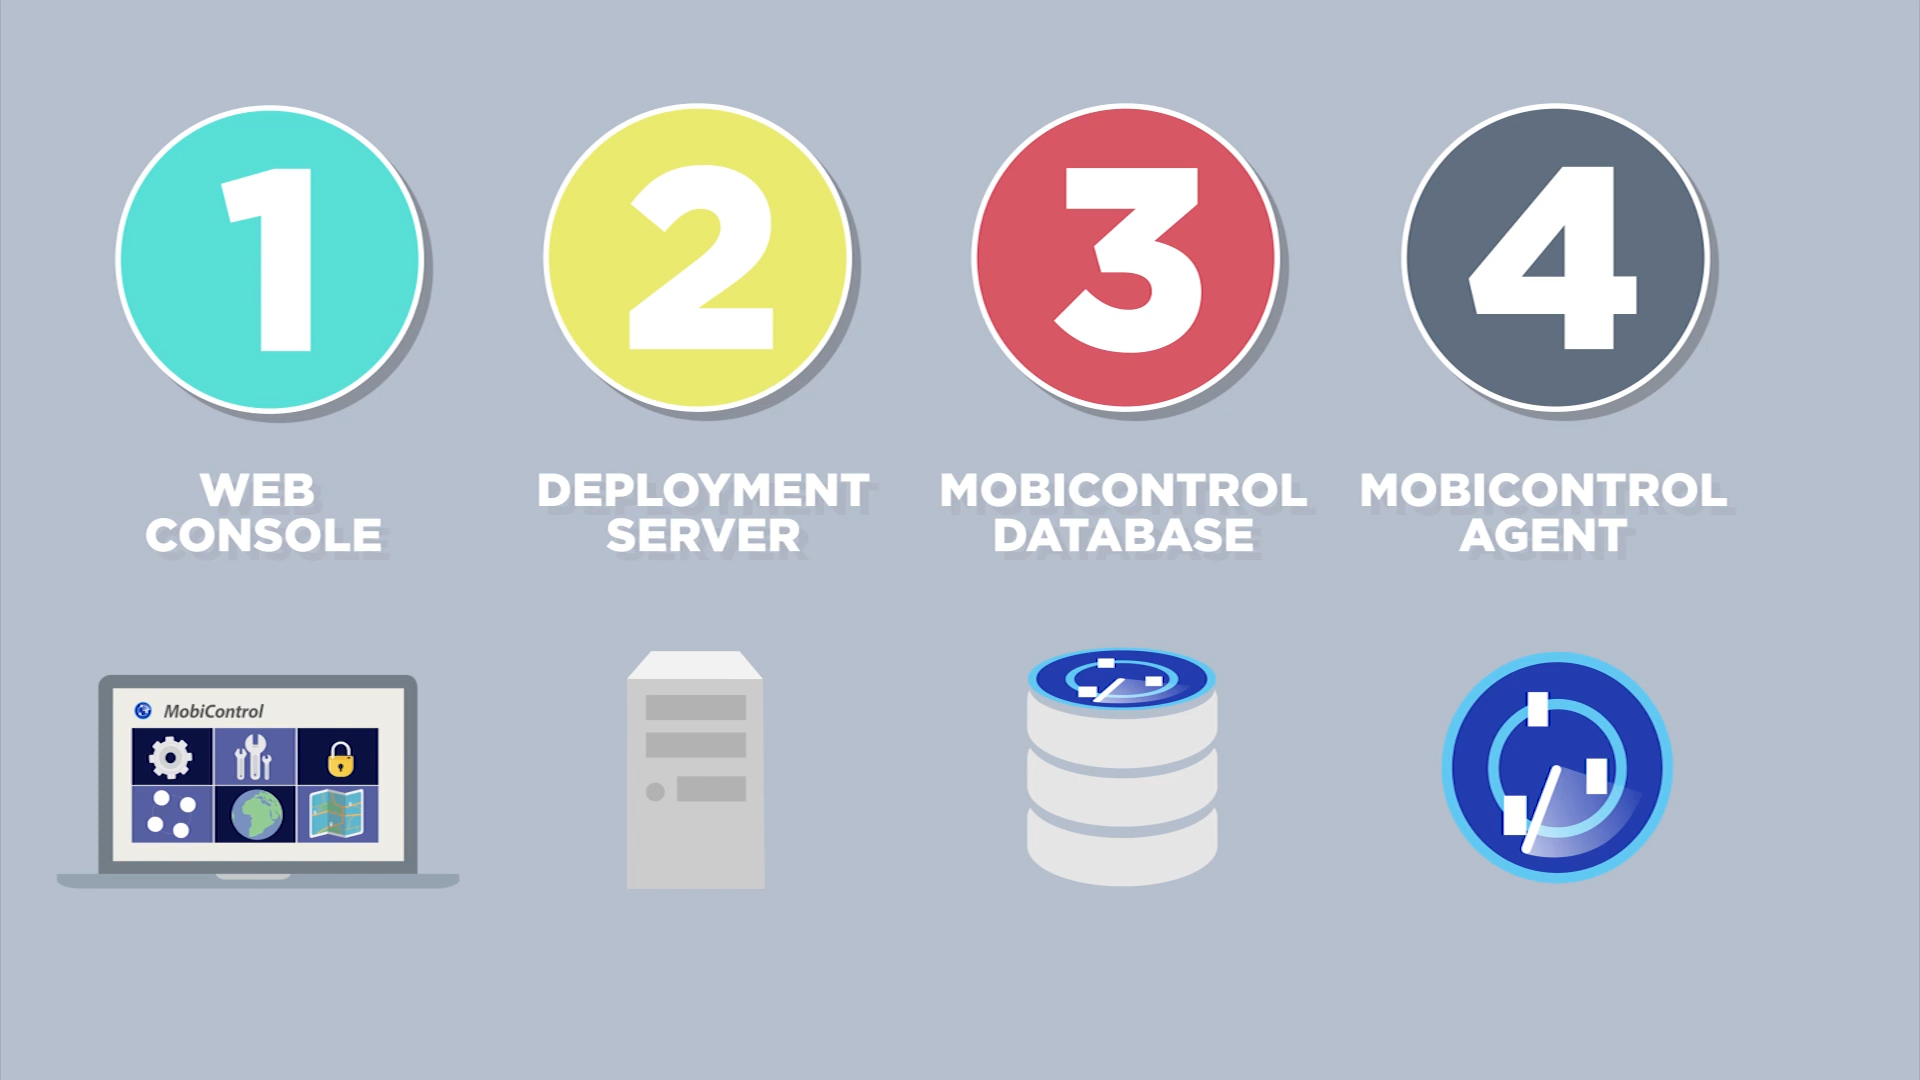 1
2
3
4
WEB
CONSOLE
DEPLOYMENT
SERVER
MOBICONTROL
DATABASE
MOBICONTROL
AGENT
MobiControl